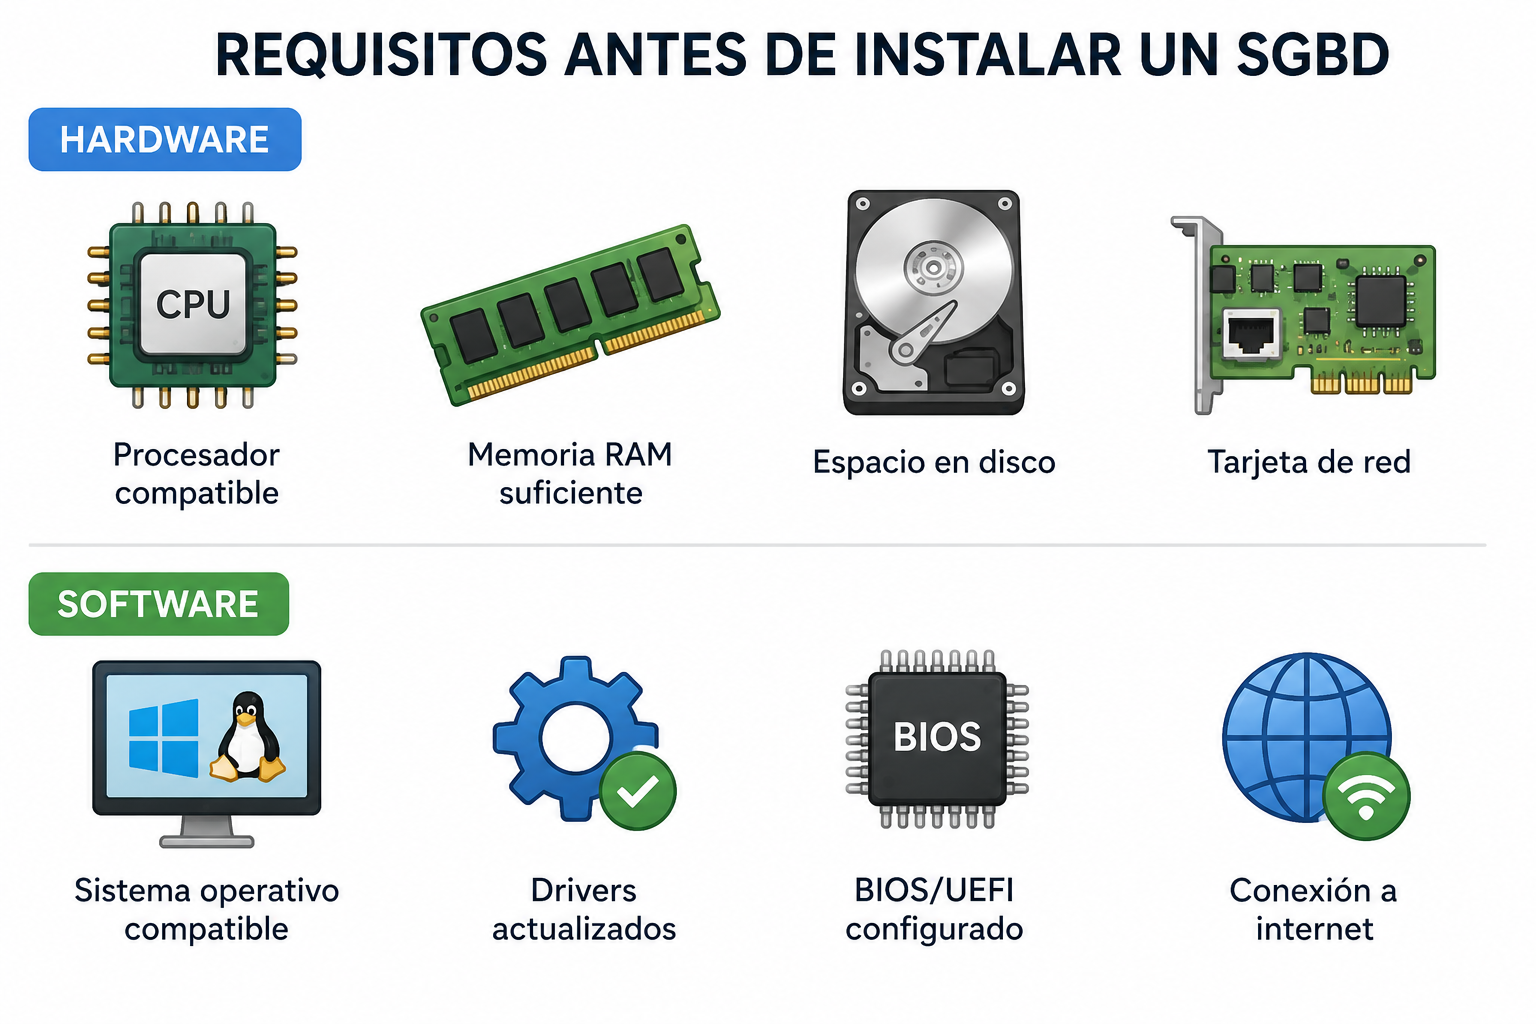 REQUISITOS ANTES DE INSTALAR UN SGBD
HARDWARE
CPU
Procesador
compatible
Memoria RAM
suficiente
Espacio en disco
Tarjeta de red
SOFTWARE
Sistema operativo
compatible
Drivers
actualizados
BIOS
BIOS/UEFI
configurado
Conexión a
internet